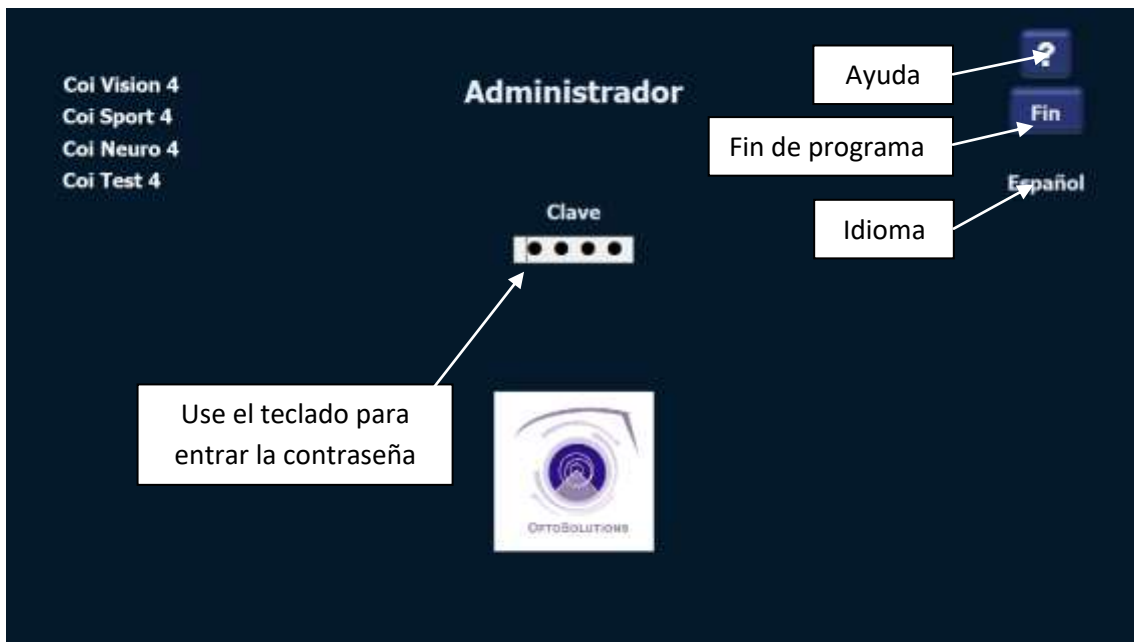 Coi Vision 4
Coi Sport 4
Coi Neuro 4
Coi Test 4
Administrador
?
Ayuda
Fin
Fin de programa
Español
Idioma
Clave
Use el teclado para
entrar la contraseña
OPTOSOLUTIONS